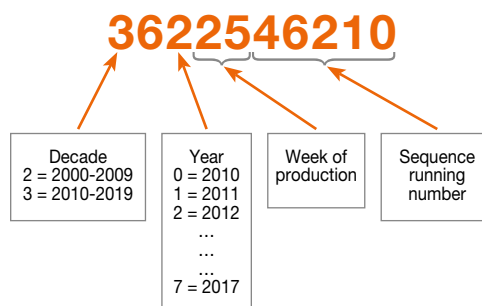 3622546210
Decade
2 = 2000-2009
3 = 2010-2019
Year
0 = 2010
1 = 2011
2 = 2012
...
...
...
7 = 2017
Week of
production
Sequence
running
number